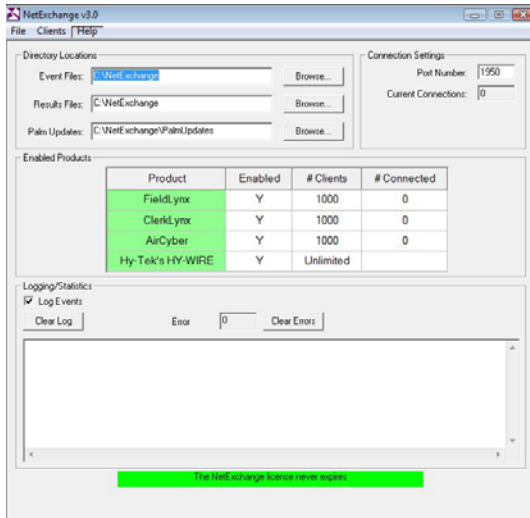 NetExchange v3.0
File Clients Help
Directory Locations
Event Files: C:\NetExchange Browse...
Results Files: C:\NetExchange Browse...
Palm Updates: C:\NetExchange\PalmUpdates Browse...
Connection Settings
Port Number: 1950
Current Connections: 0
Enabled Products
Product Enabled # Clients # Connected
FieldLynx Y 1000 0
ClerkLynx Y 1000 0
AirCyber Y 1000 0
Hy-Tek's HY-WIRE Y Unlimited
Logging/Statistics
Log Events
Clear Log Error 0 Clear Errors
The NetExchange license never expires